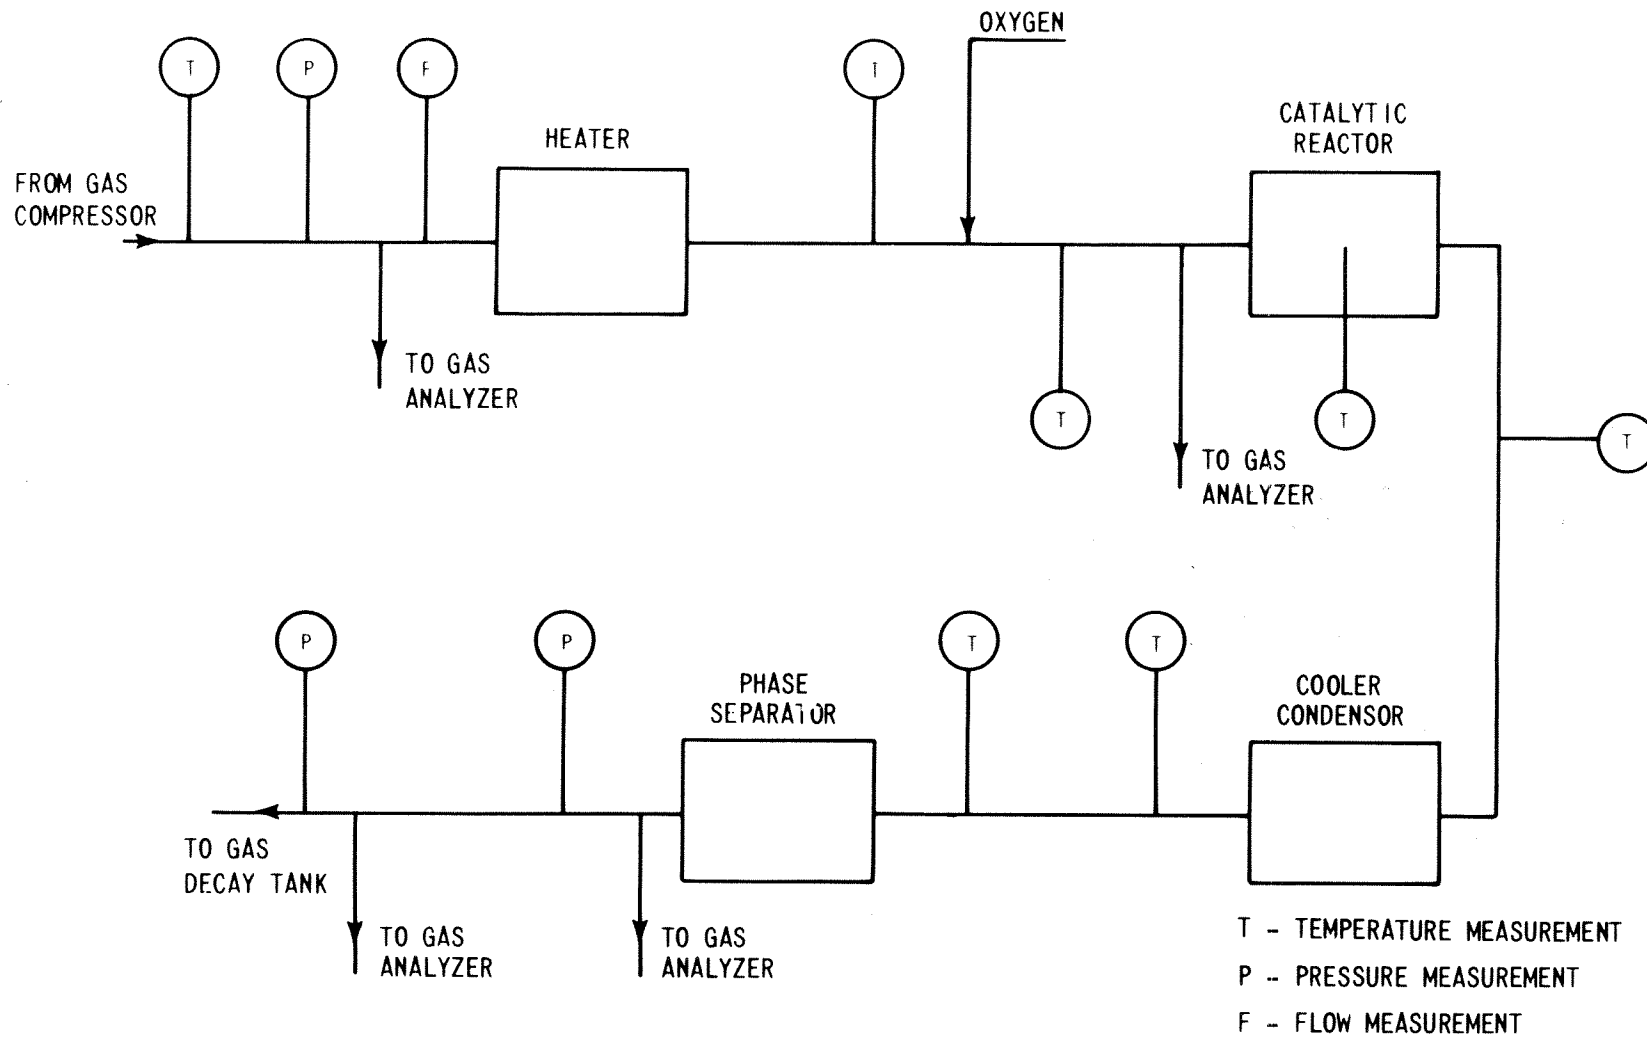 OXYGEN
T
P
F
T
HEATER
CATALYTIC
REACTOR
FROM GAS
COMPRESSOR
TO GAS
ANALYZER
T
T
T
TO GAS
ANALYZER
P
P
T
T
PHASE
SEPARATOR
COOLER
CONDENSOR
TO GAS
DECAY TANK
TO GAS
ANALYZER
TO GAS
ANALYZER
T - TEMPERATURE MEASUREMENT
P - PRESSURE MEASUREMENT
F - FLOW MEASUREMENT